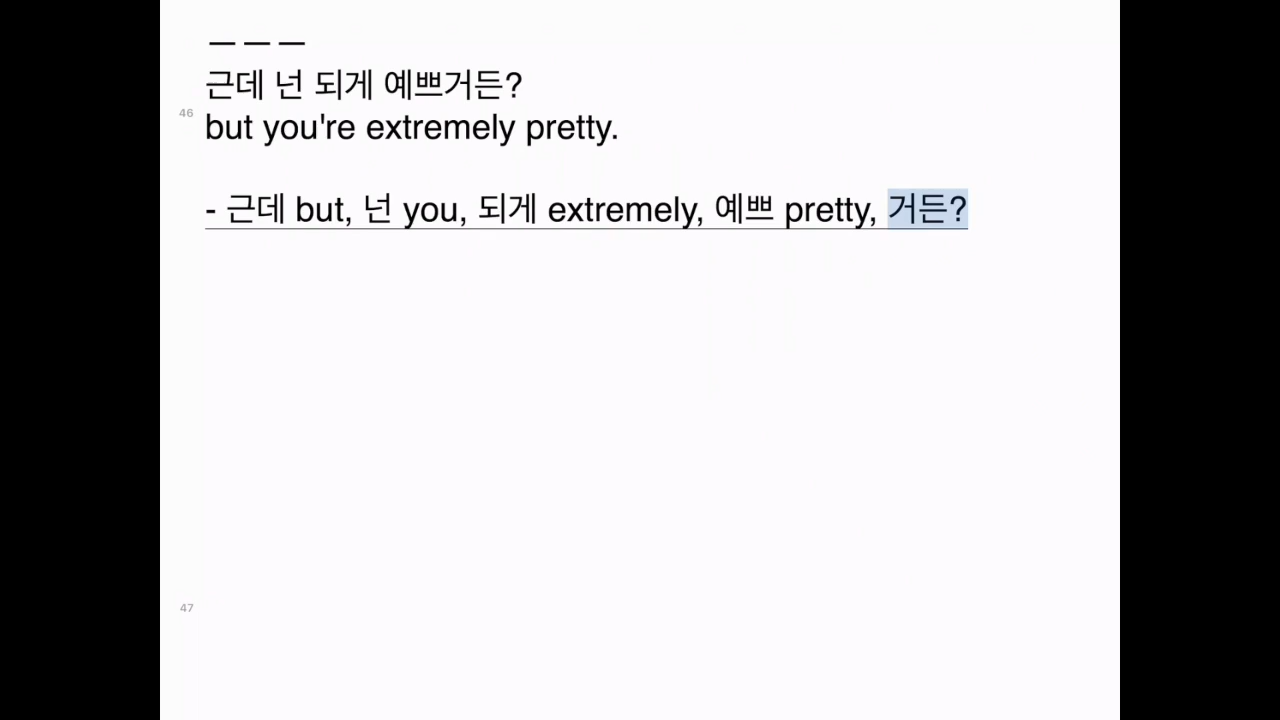 ㅡㅡㅡ
근데 넌 되게 예쁘거든?
46
but you're extremely pretty.
- 근데 but, 넌 you, 되게 extremely, 예쁘 pretty, 거든?
47